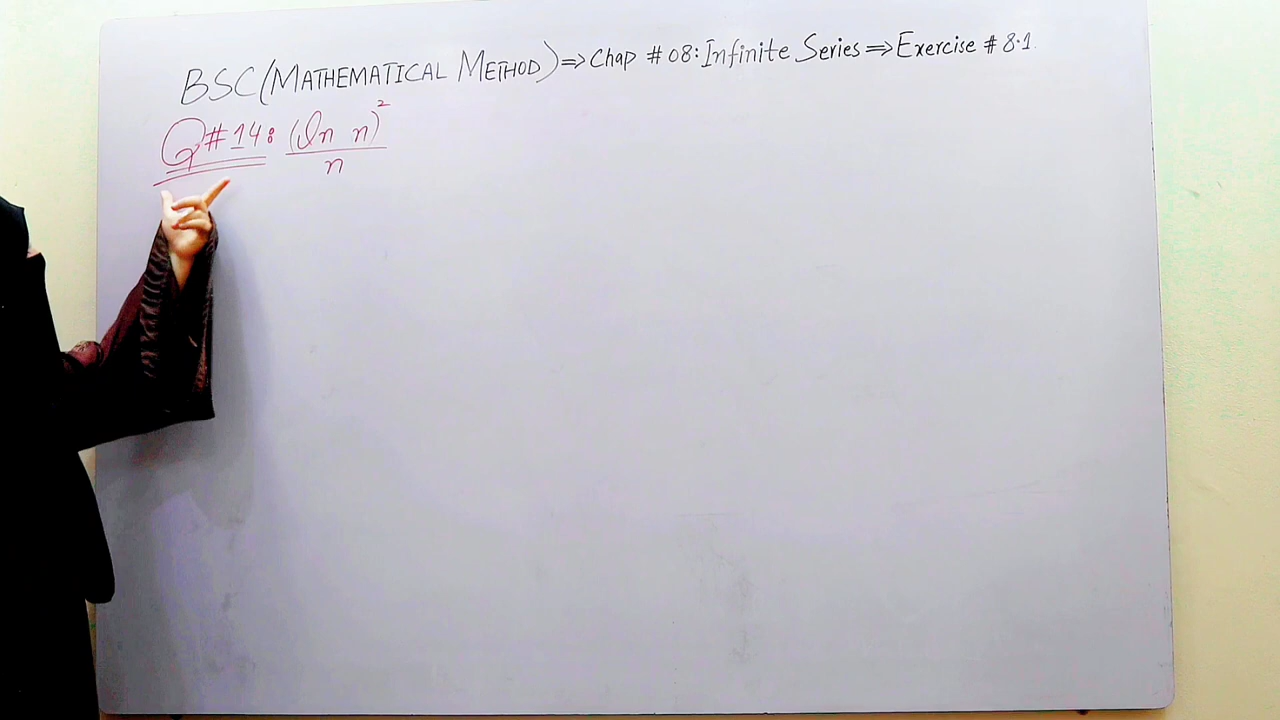 BSC(MATHEMATICAL METHOD)⇒Chap # 08:Infinite Series⇒Exercise # 8.1.
Q#14: (ln n)²
n